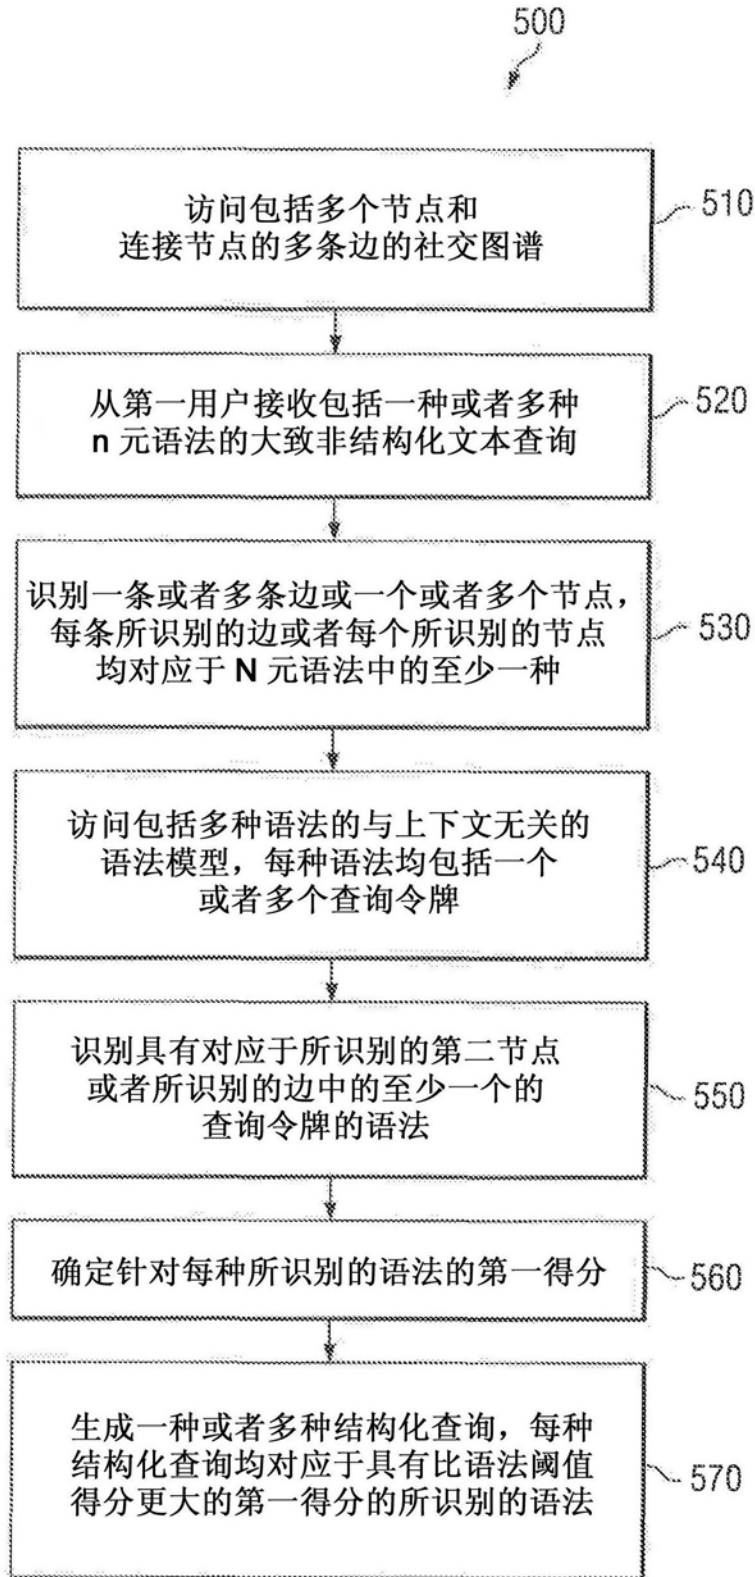 500
访问包括多个节点和
连接节点的多条边的社交图谱
510
从第一用户接收包括一种或者多种
n 元语法的大致非结构化文本查询
520
识别一条或者多条边或一个或者多个节点，
每条所识别的边或者每个所识别的节点
均对应于 N 元语法中的至少一种
530
访问包括多种语法的与上下文无关的
语法模型，每种语法均包括一个
或者多个查询令牌
540
识别具有对应于所识别的第二节点
或者所识别的边中的至少一个的
查询令牌的语法
550
确定针对每种所识别的语法的第一得分
560
生成一种或者多种结构化查询，每种
结构化查询均对应于具有比语法阈值
得分更大的第一得分的所识别的语法
570